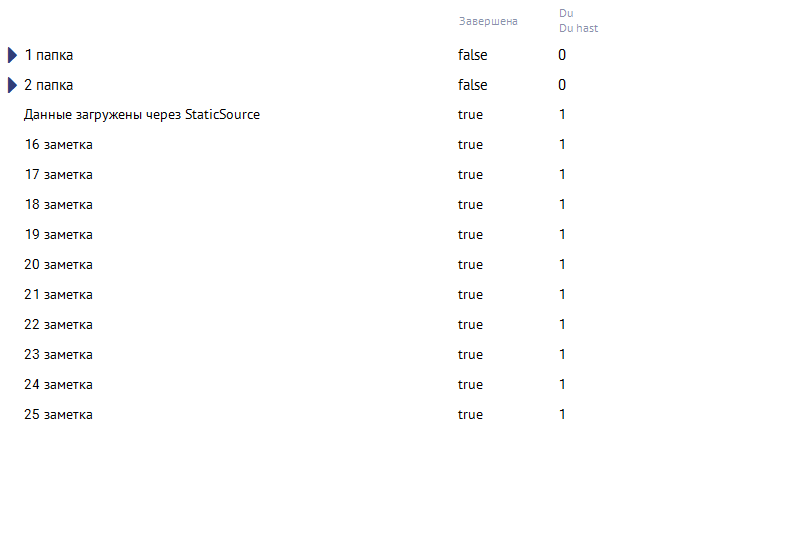 Завершена
Du
Du hast
1 папка false 0
2 папка false 0
Данные загружены через StaticSource true 1
16 заметка true 1
17 заметка true 1
18 заметка true 1
19 заметка true 1
20 заметка true 1
21 заметка true 1
22 заметка true 1
23 заметка true 1
24 заметка true 1
25 заметка true 1